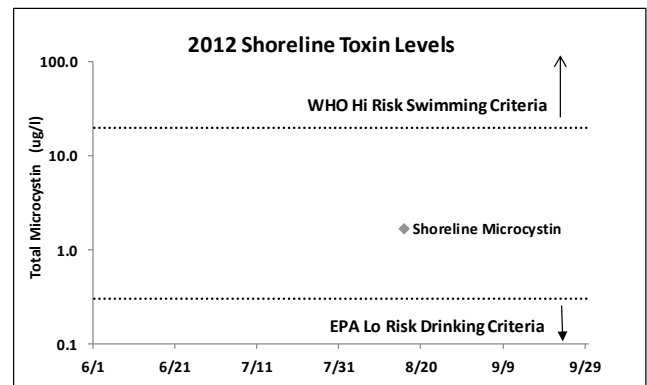 2012 Shoreline Toxin Levels
Total Microcystin (ug/l)
100.0
WHO Hi Risk Swimming Criteria
10.0
Shoreline Microcystin
1.0
EPA Lo Risk Drinking Criteria
0.1
6/1 6/21 7/11 7/31 8/20 9/9 9/29